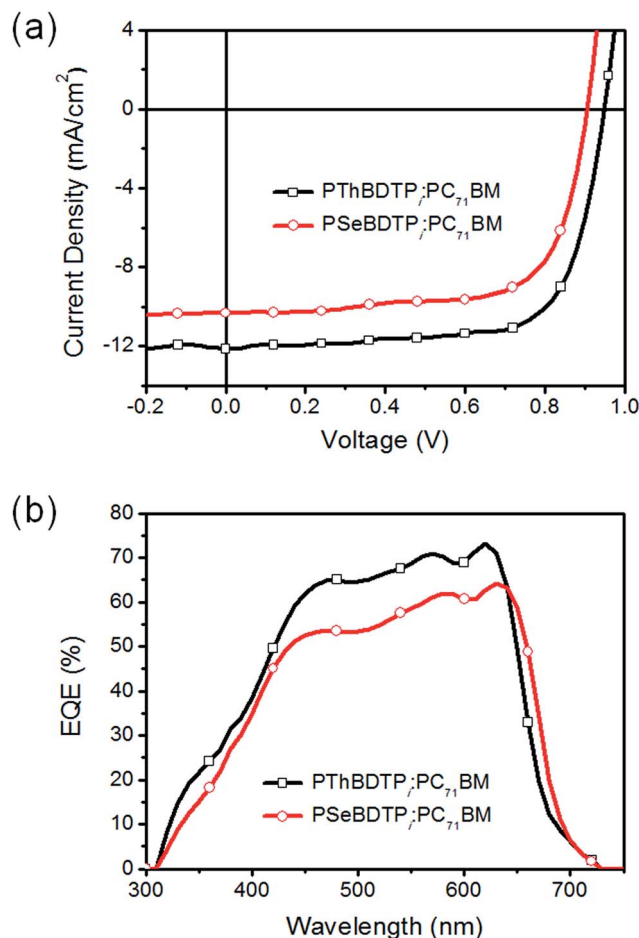 (a)
Current Density (mA/cm²)
4
0
-4
-8
-12
PThBDTPᵢ:PC₇₁BM
PSeBDTPᵢ:PC₇₁BM
-0.2 0.0 0.2 0.4 0.6 0.8 1.0
Voltage (V)
(b)
EQE (%)
80
70
60
50
40
30
20
10
0
PThBDTPᵢ:PC₇₁BM
PSeBDTPᵢ:PC₇₁BM
300 400 500 600 700
Wavelength (nm)